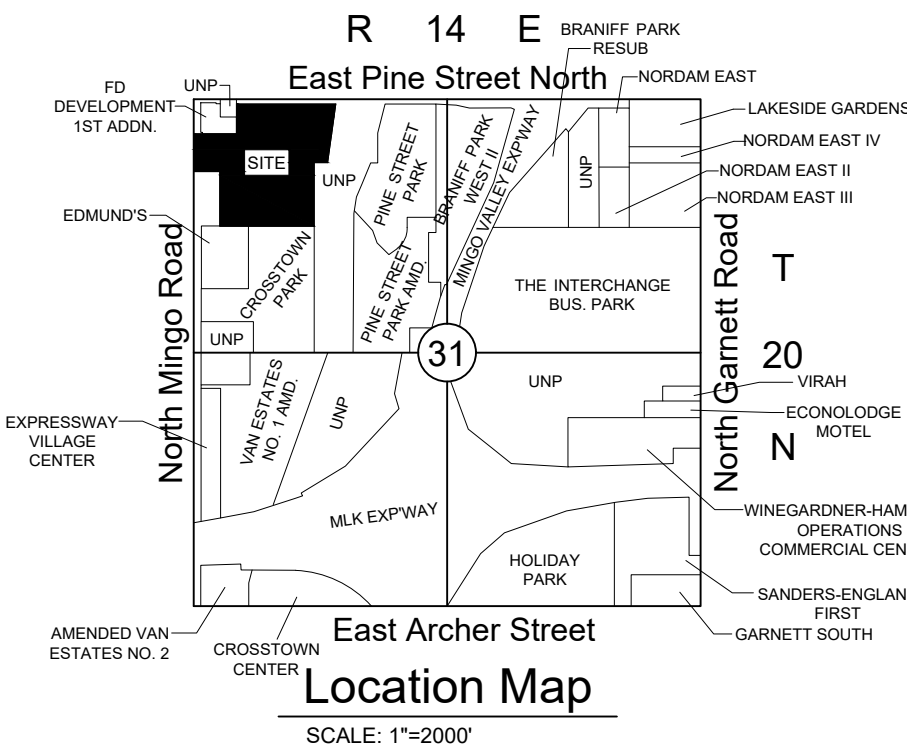 R 14 E
BRANIFF PARK
RESUB
East Pine Street North
NORDAM EAST
FD
DEVELOPMENT
1ST ADDN.
UNP
LAKESIDE GARDENS
NORDAM EAST IV
NORDAM EAST II
NORDAM EAST III
SITE
UNP
PINE STREET
PARK
BRANIFF PARK
WEST II
MINGO VALLEY EXP'WAY
UNP
EDMUND'S
CROSSTOWN
PARK
PINE STREET
PARK AMD.
THE INTERCHANGE
BUS. PARK
North Mingo Road
North Garnett Road
T
20
N
UNP
31
UNP
VIRAH
ECONOLODGE
MOTEL
EXPRESSWAY
VILLAGE
CENTER
VAN ESTATES
NO. 1 AMD.
UNP
MLK EXP'WAY
WINEGARDNER-HAM
OPERATIONS
COMMERCIAL CEN
HOLIDAY
PARK
SANDERS-ENGLAN
FIRST
GARNETT SOUTH
AMENDED VAN
ESTATES NO. 2
CROSSTOWN
CENTER
East Archer Street
Location Map
SCALE: 1"=2000'